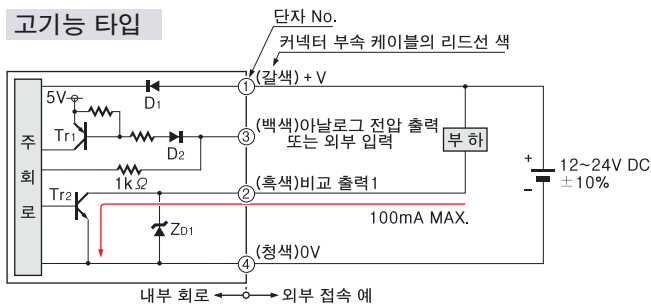 고기능 타입
단자 No.
커넥터 부속 케이블의 리드선 색
① (갈색) + V
5V
D1
Tr1
D2
③ (백색)아날로그 전압 출력
또는 외부 입력
부 하
주 회 로
1kΩ
Tr2
② (흑색)비교 출력1
+
12~24V DC
−
±10%
100mA MAX.
ZD1
④ (청색)0V
내부 회로
외부 접속 예